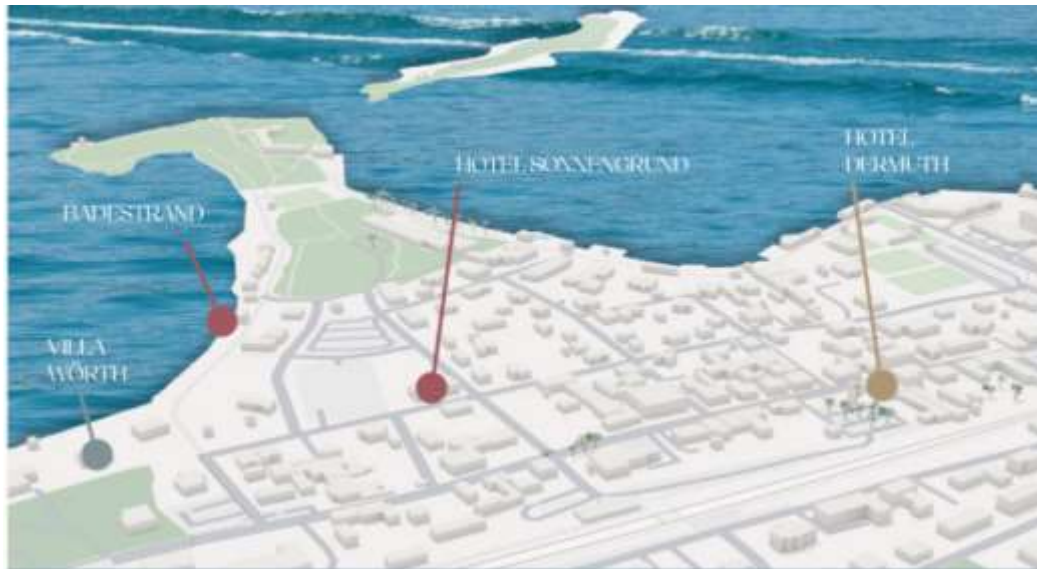 HOTEL SONNENGRUND
HOTEL
DERMUTH
BADESTRAND
VILLA
WÖRTH